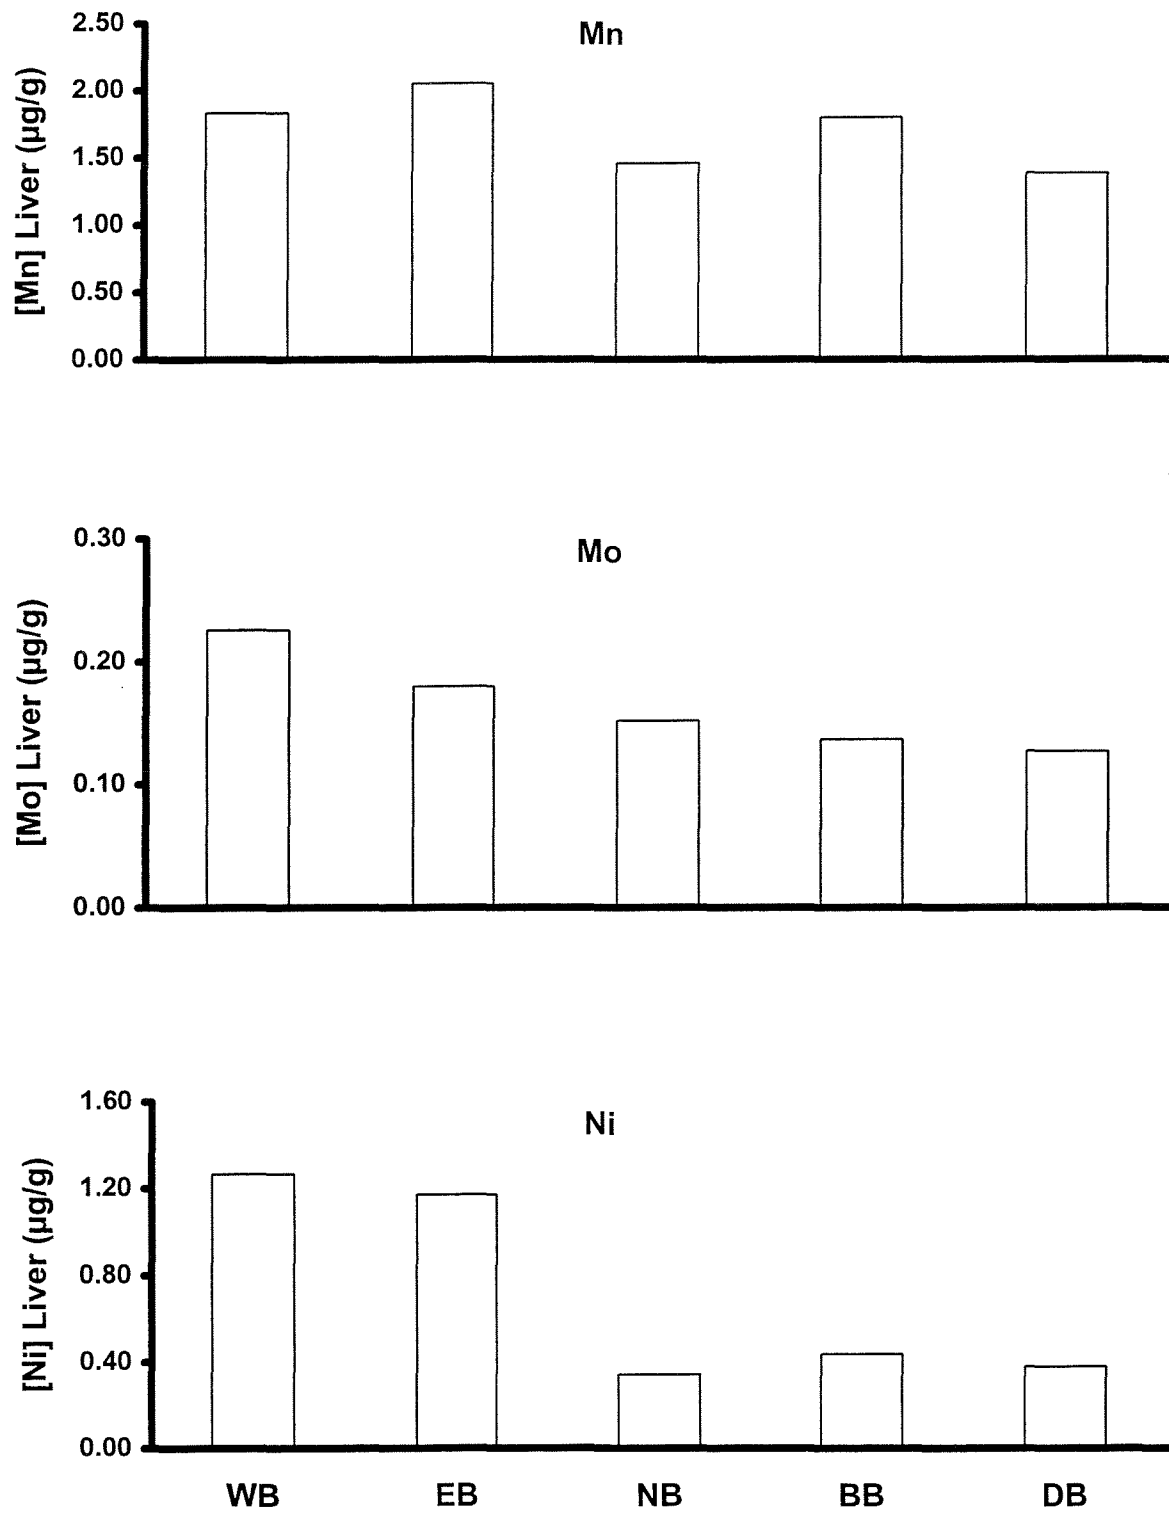 Mn
[Mn] Liver (µg/g)
2.50
2.00
1.50
1.00
0.50
0.00
Mo
[Mo] Liver (µg/g)
0.30
0.20
0.10
0.00
Ni
[Ni] Liver (µg/g)
1.60
1.20
0.80
0.40
0.00
WB EB NB BB DB